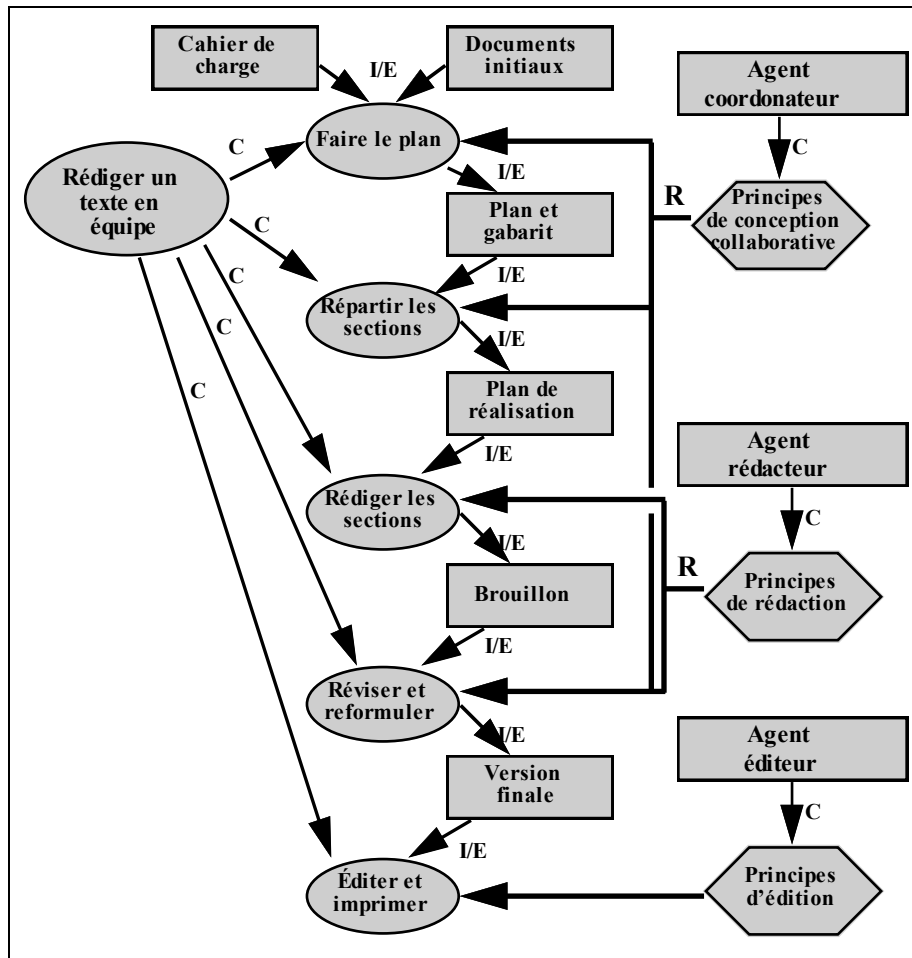 Cahier de
charge
I/E
Documents
initiaux
Agent
coordonateur
C
Faire le plan
C
Rédiger un
texte en
équipe
I/E
R
Principes
de conception
collaborative
Plan et
gabarit
C
I/E
C
Répartir les
sections
C
I/E
Plan de
réalisation
C
I/E
Agent
rédacteur
Rédiger les
sections
C
I/E
R
Principes
de rédaction
Brouillon
I/E
Réviser et
reformuler
I/E
Agent
éditeur
Version
finale
C
I/E
Éditer et
imprimer
Principes
d'édition